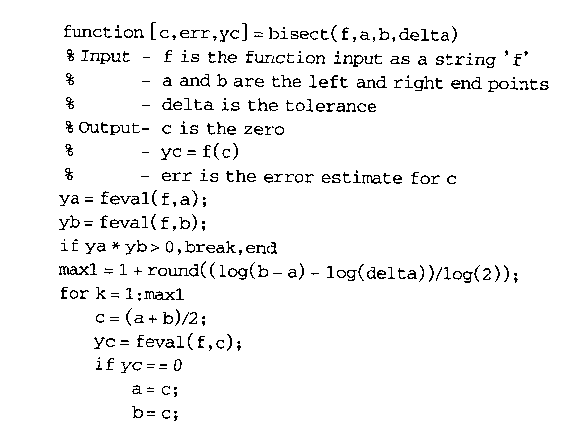 function [c,err,yc] = bisect(f,a,b,delta)
% Input - f is the function input as a string 'f'
% - a and b are the left and right end points
% - delta is the tolerance
% Output- c is the zero
% - yc = f(c)
% - err is the error estimate for c
ya = feval(f,a);
yb = feval(f,b);
if ya * yb > 0,break,end
max1 = 1 + round((log(b - a) - log(delta))/log(2));
for k = 1:max1
c = (a + b)/2;
yc = feval(f,c);
if yc == 0
a = c;
b = c;